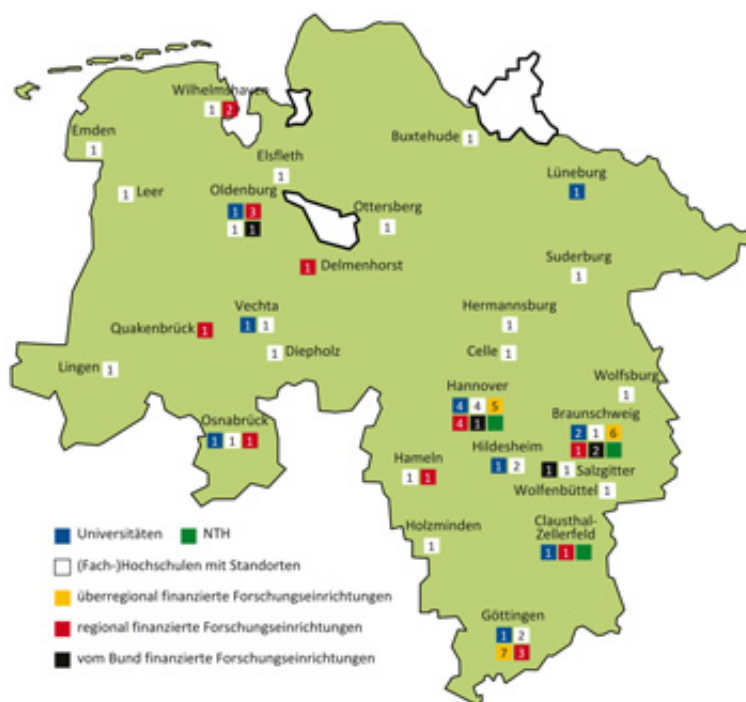 Wilhelmshaven
1 2
Emden
1
Buxtehude 1
Elsfleth
1
Lüneburg
1
1 Leer
Oldenburg
1 3
1 1
Ottersberg
1
1
Delmenhorst
Suderburg
1
Vechta
1 1
Quakenbrück 1
Hermannsburg
1
1 Diepholz
Celle 1
Lingen 1
Wolfsburg
1
Hannover
4 4 5
4 1
Braunschweig
2 1 6
1 2
Osnabrück
1 1 1
Hildesheim
1 2
Hameln
1 1
1 1 Salzgitter
Wolfenbüttel 1
Holzminden
1
Clausthal-
Zellerfeld
1 1
Göttingen
1 2
7 3
Universitäten NTH
(Fach-)Hochschulen mit Standorten
überregional finanzierte Forschungseinrichtungen
regional finanzierte Forschungseinrichtungen
vom Bund finanzierte Forschungseinrichtungen